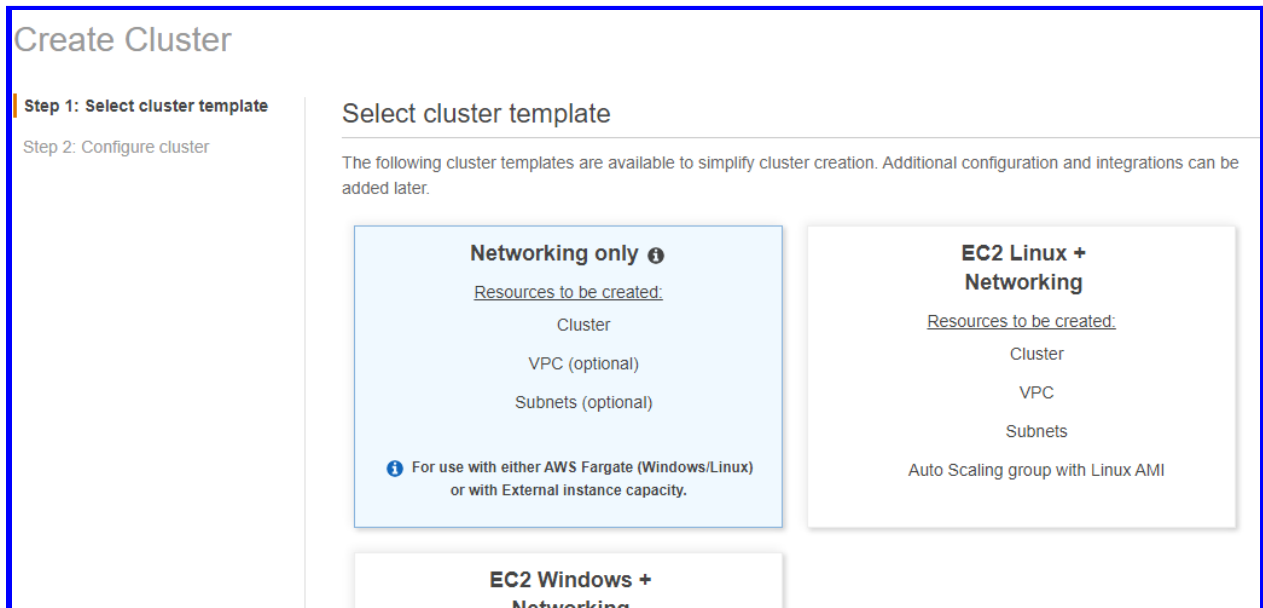 Create Cluster
Step 1: Select cluster template
Step 2: Configure cluster
Select cluster template
The following cluster templates are available to simplify cluster creation. Additional configuration and integrations can be
added later.
Networking only
Resources to be created:
Cluster
VPC (optional)
Subnets (optional)
For use with either AWS Fargate (Windows/Linux)
or with External instance capacity.
EC2 Linux +
Networking
Resources to be created:
Cluster
VPC
Subnets
Auto Scaling group with Linux AMI
EC2 Windows +
Networking